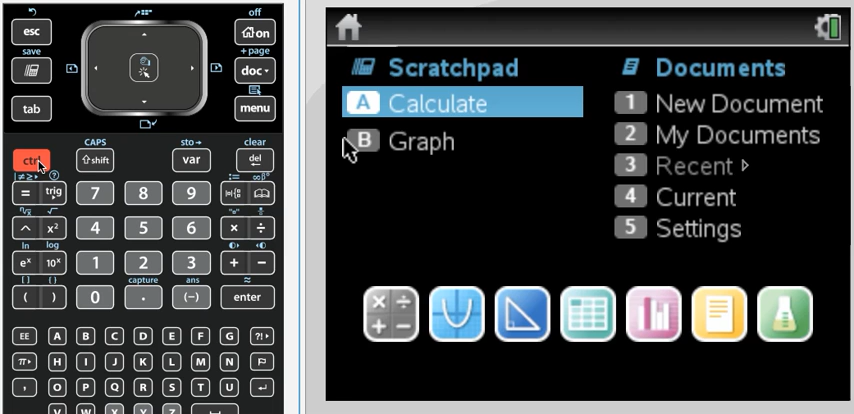 off
esc
on
save
+ page
doc
tab
menu
CAPS
sto→
clear
ctrl
⇧shift
var
del
|≠≥▸
?
:=
∞β°
=
trig
7
8
9
ⁿ√x
√
"□"
^
x²
4
5
6
×
÷
ln
log
eˣ
10ˣ
1
2
3
+
−
[ ]
{ }
capture
ans
≈
(
)
0
.
(−)
enter
EE A B C D E F G ?!▸
π▸ H I J K L M N
, O P Q R S T U ↵
V W X Y Z
Scratchpad
A Calculate
B Graph
Documents
1 New Document
2 My Documents
3 Recent ▹
4 Current
5 Settings